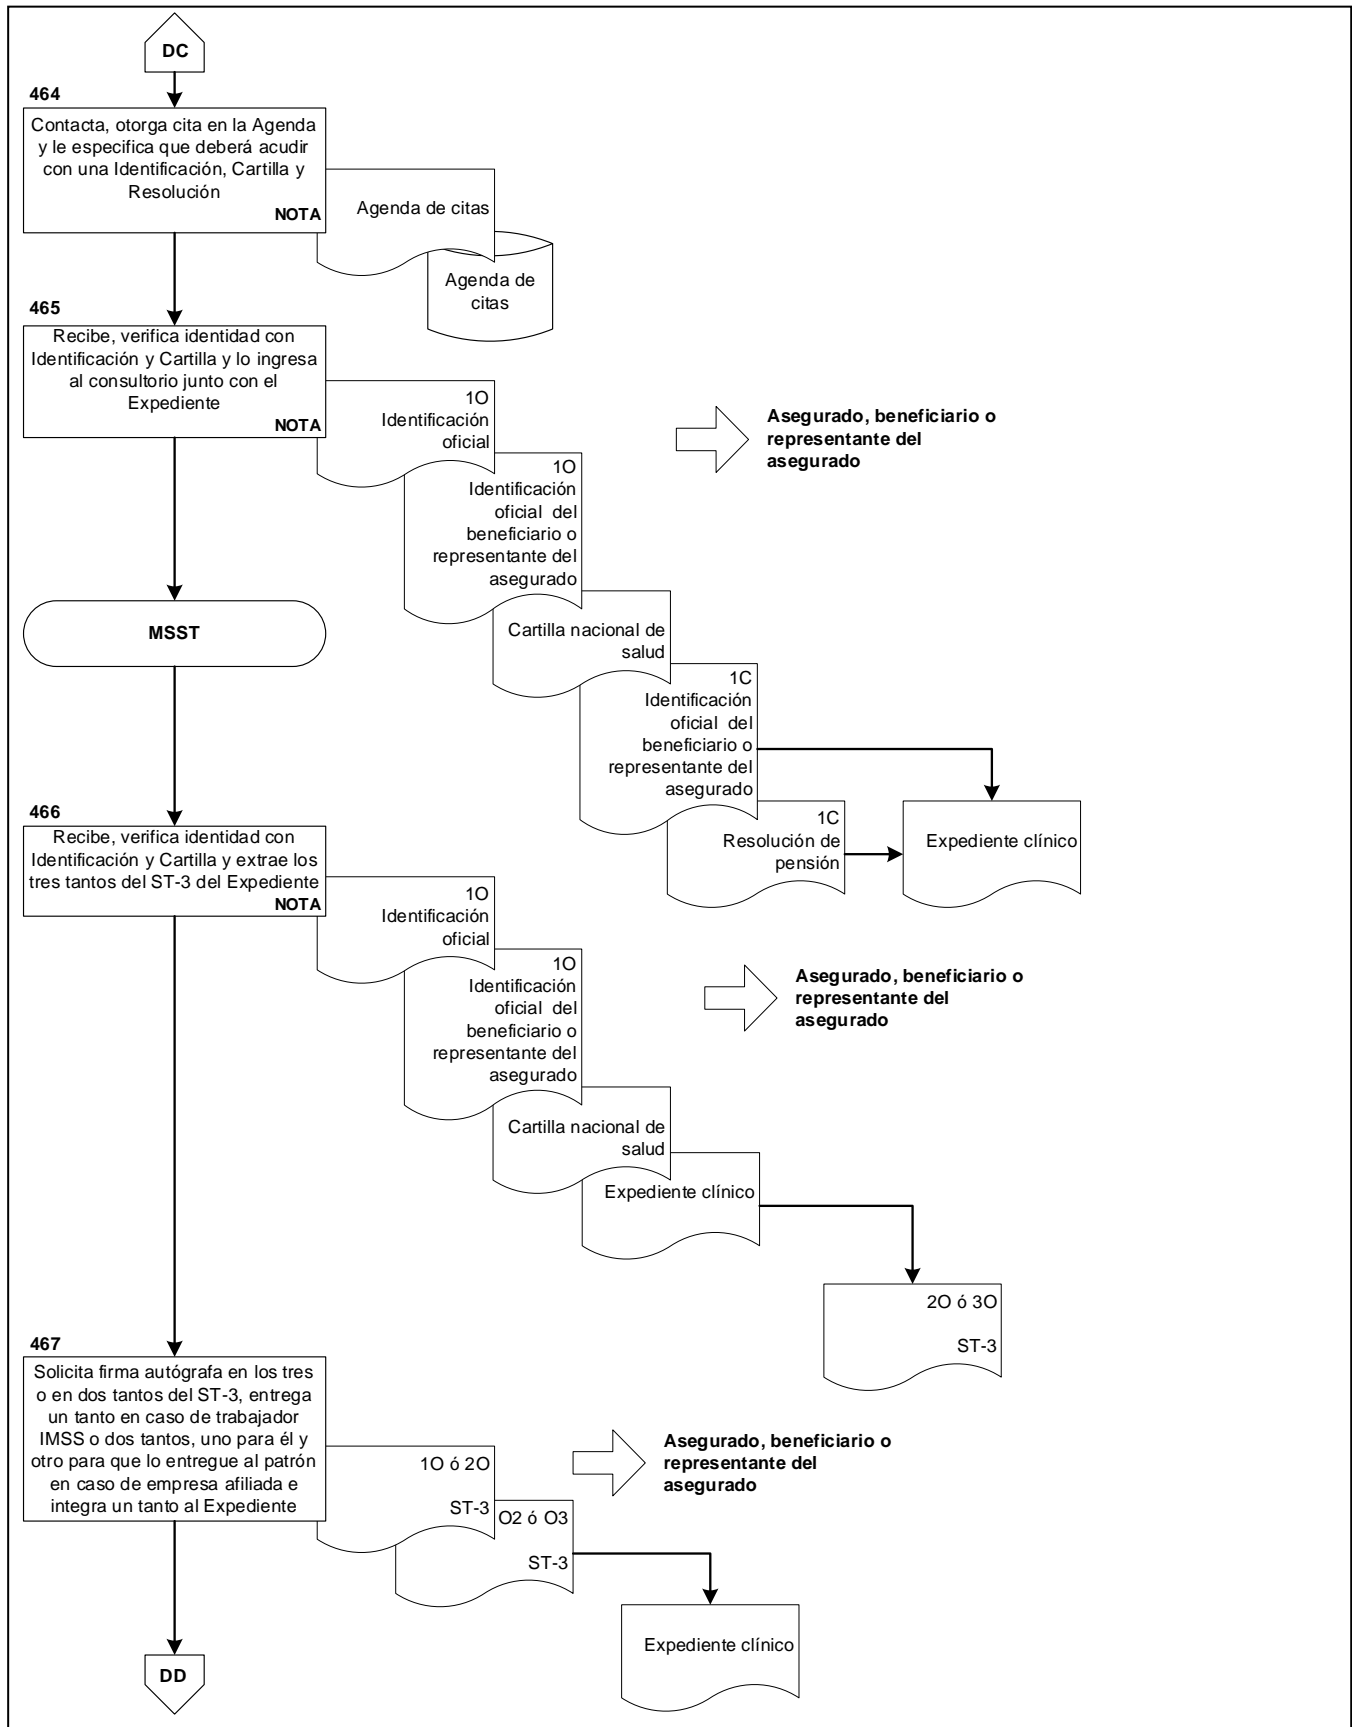 DC
464
Contacta, otorga cita en la Agenda
y le especifica que deberá acudir
con una Identificación, Cartilla y
Resolución
NOTA
Agenda de citas
Agenda de
citas
465
Recibe, verifica identidad con
Identificación y Cartilla y lo ingresa
al consultorio junto con el
Expediente
NOTA
1O
Identificación
oficial
Asegurado, beneficiario o
representante del
asegurado
1O
Identificación
oficial del
beneficiario o
representante del
asegurado
MSST
Cartilla nacional de
salud
1C
Identificación
oficial del
beneficiario o
representante del
asegurado
1C
Resolución de
pensión
Expediente clínico
466
Recibe, verifica identidad con
Identificación y Cartilla y extrae los
tres tantos del ST-3 del Expediente
NOTA
1O
Identificación
oficial
1O
Identificación
oficial del
beneficiario o
representante del
asegurado
Asegurado, beneficiario o
representante del
asegurado
Cartilla nacional de
salud
Expediente clínico
2O ó 3O
ST-3
467
Solicita firma autógrafa en los tres
o en dos tantos del ST-3, entrega
un tanto en caso de trabajador
IMSS o dos tantos, uno para él y
otro para que lo entregue al patrón
en caso de empresa afiliada e
integra un tanto al Expediente
1O ó 2O
ST-3
Asegurado, beneficiario o
representante del
asegurado
O2 ó O3
ST-3
Expediente clínico
DD